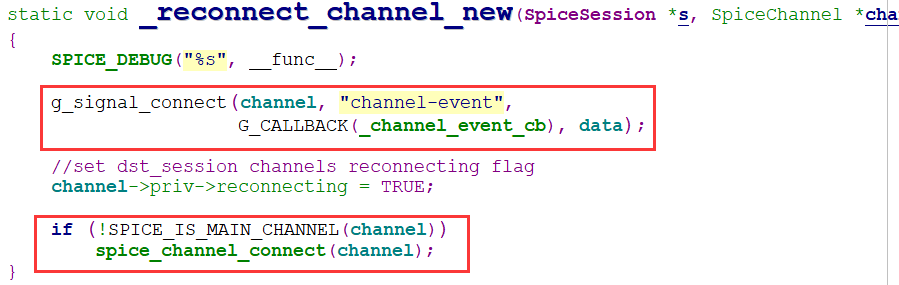 static void _reconnect_channel_new(SpiceSession *s, SpiceChannel *cha
{
SPICE_DEBUG("%s", __func__);
g_signal_connect(channel, "channel-event",
G_CALLBACK(_channel_event_cb), data);
//set dst_session channels reconnecting flag
channel->priv->reconnecting = TRUE;
if (!SPICE_IS_MAIN_CHANNEL(channel))
spice_channel_connect(channel);
}